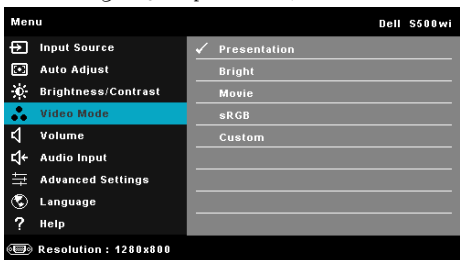 Menu
Dell S500wi
Input Source
Auto Adjust
Brightness/Contrast
Video Mode
Volume
Audio Input
Advanced Settings
Language
Help
✓ Presentation
Bright
Movie
sRGB
Custom
Resolution : 1280x800